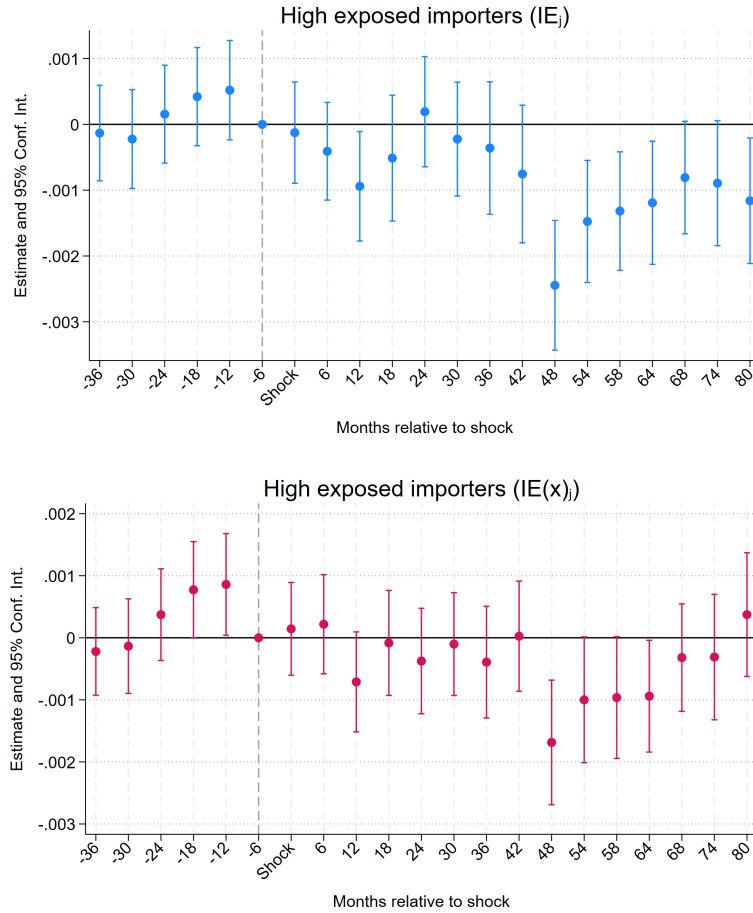 High exposed importers (IEⱼ)
Estimate and 95% Conf. Int.
.001
0
-.001
-.002
-.003
-36 -30 -24 -18 -12 -6 Shock 6 12 18 24 30 36 42 48 54 58 64 68 74 80
Months relative to shock
High exposed importers (IE(x)ⱼ)
Estimate and 95% Conf. Int.
.002
.001
0
-.001
-.002
-.003
-36 -30 -24 -18 -12 -6 Shock 6 12 18 24 30 36 42 48 54 58 64 68 74 80
Months relative to shock